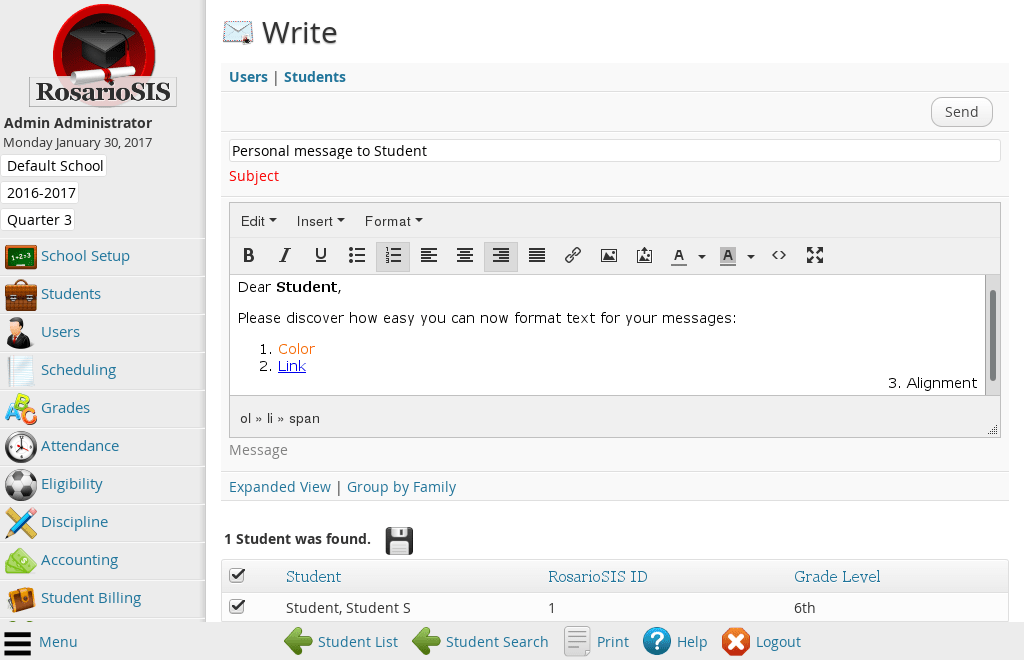 RosarioSIS
Admin Administrator
Monday January 30, 2017
Default School
2016-2017
Quarter 3
School Setup
Students
Users
Scheduling
Grades
Attendance
Eligibility
Discipline
Accounting
Student Billing
Menu
Write
Users | Students
Send
Personal message to Student
Subject
Edit Insert Format
Dear Student,
Please discover how easy you can now format text for your messages:
1. Color
2. Link
3. Alignment
ol » li » span
Message
Expanded View | Group by Family
1 Student was found.
Student RosarioSIS ID Grade Level
Student, Student S 1 6th
Student List Student Search Print Help Logout